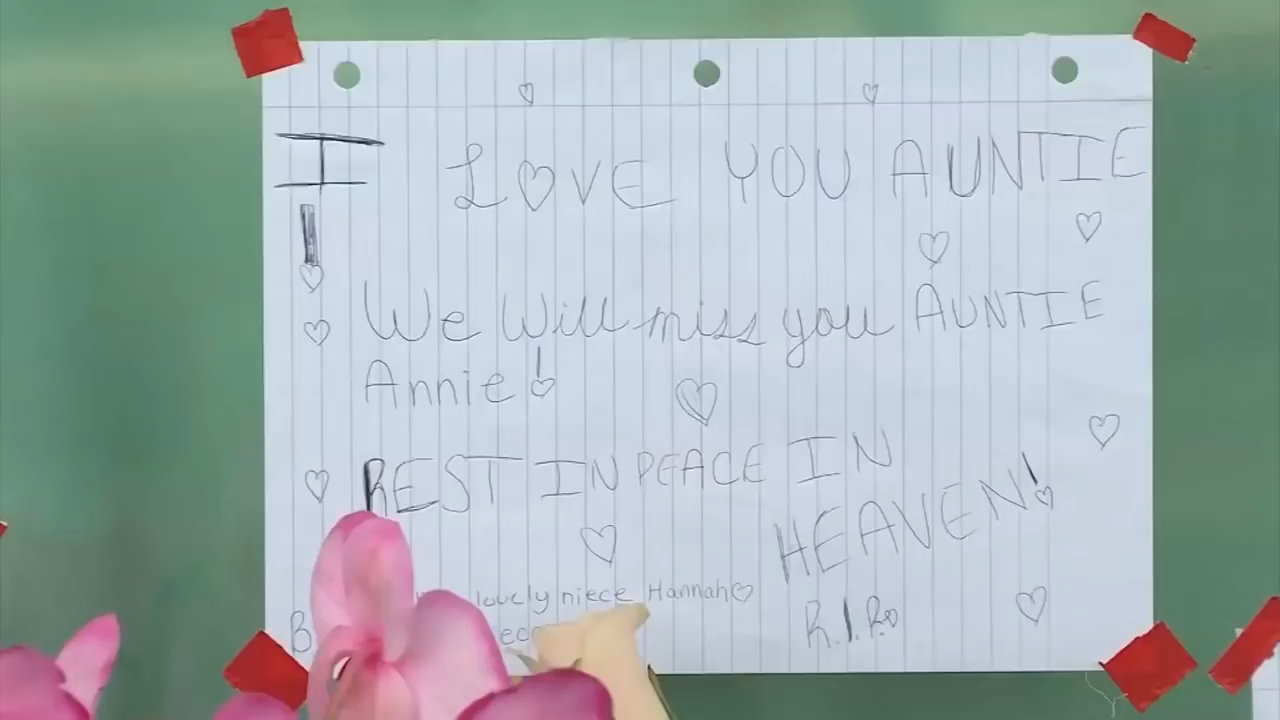 I LOVE YOU AUNTIE
We Will miss you AUNTIE
Annie!
REST IN PEACE IN
HEAVEN!
lovely niece Hannah
R.I.P.